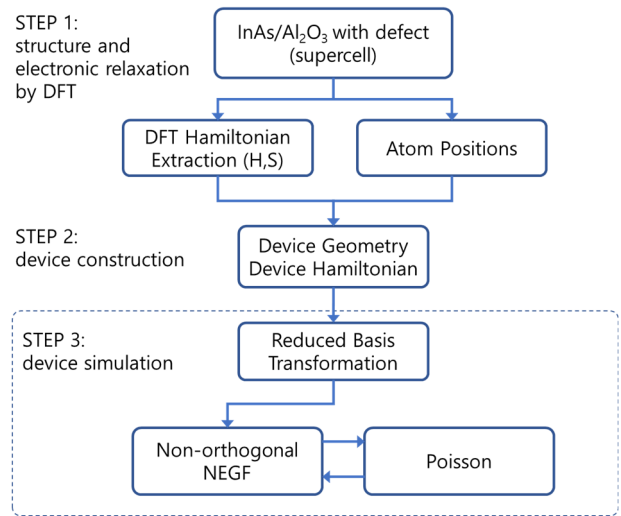 STEP 1:
structure and
electronic relaxation
by DFT
InAs/Al₂O₃ with defect
(supercell)
DFT Hamiltonian
Extraction (H,S)
Atom Positions
STEP 2:
device construction
Device Geometry
Device Hamiltonian
STEP 3:
device simulation
Reduced Basis
Transformation
Non-orthogonal
NEGF
Poisson